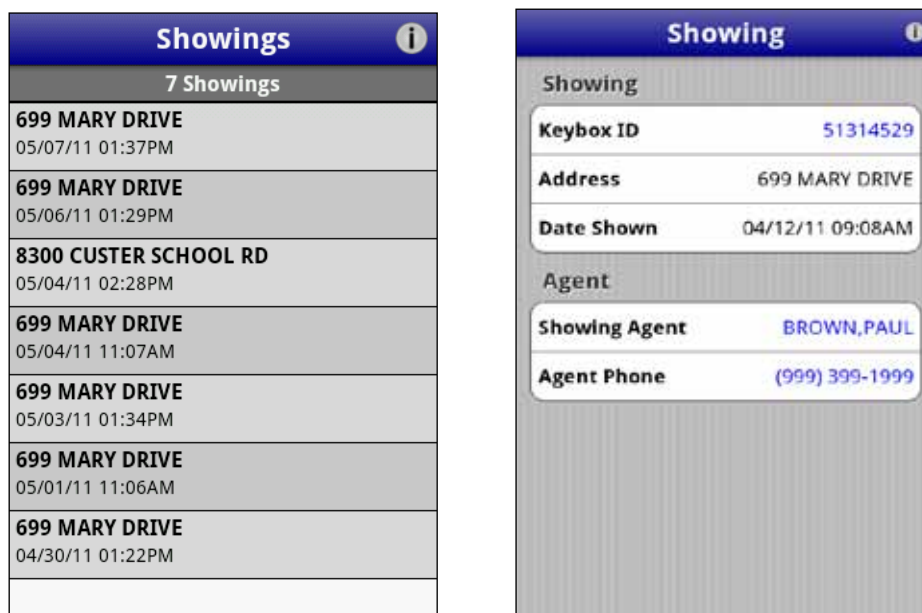 Showings
7 Showings
699 MARY DRIVE
05/07/11 01:37PM
699 MARY DRIVE
05/06/11 01:29PM
8300 CUSTER SCHOOL RD
05/04/11 02:28PM
699 MARY DRIVE
05/04/11 11:07AM
699 MARY DRIVE
05/03/11 01:34PM
699 MARY DRIVE
05/01/11 11:06AM
699 MARY DRIVE
04/30/11 01:22PM
Showing
Showing
Keybox ID 51314529
Address 699 MARY DRIVE
Date Shown 04/12/11 09:08AM
Agent
Showing Agent BROWN,PAUL
Agent Phone (999) 399-1999